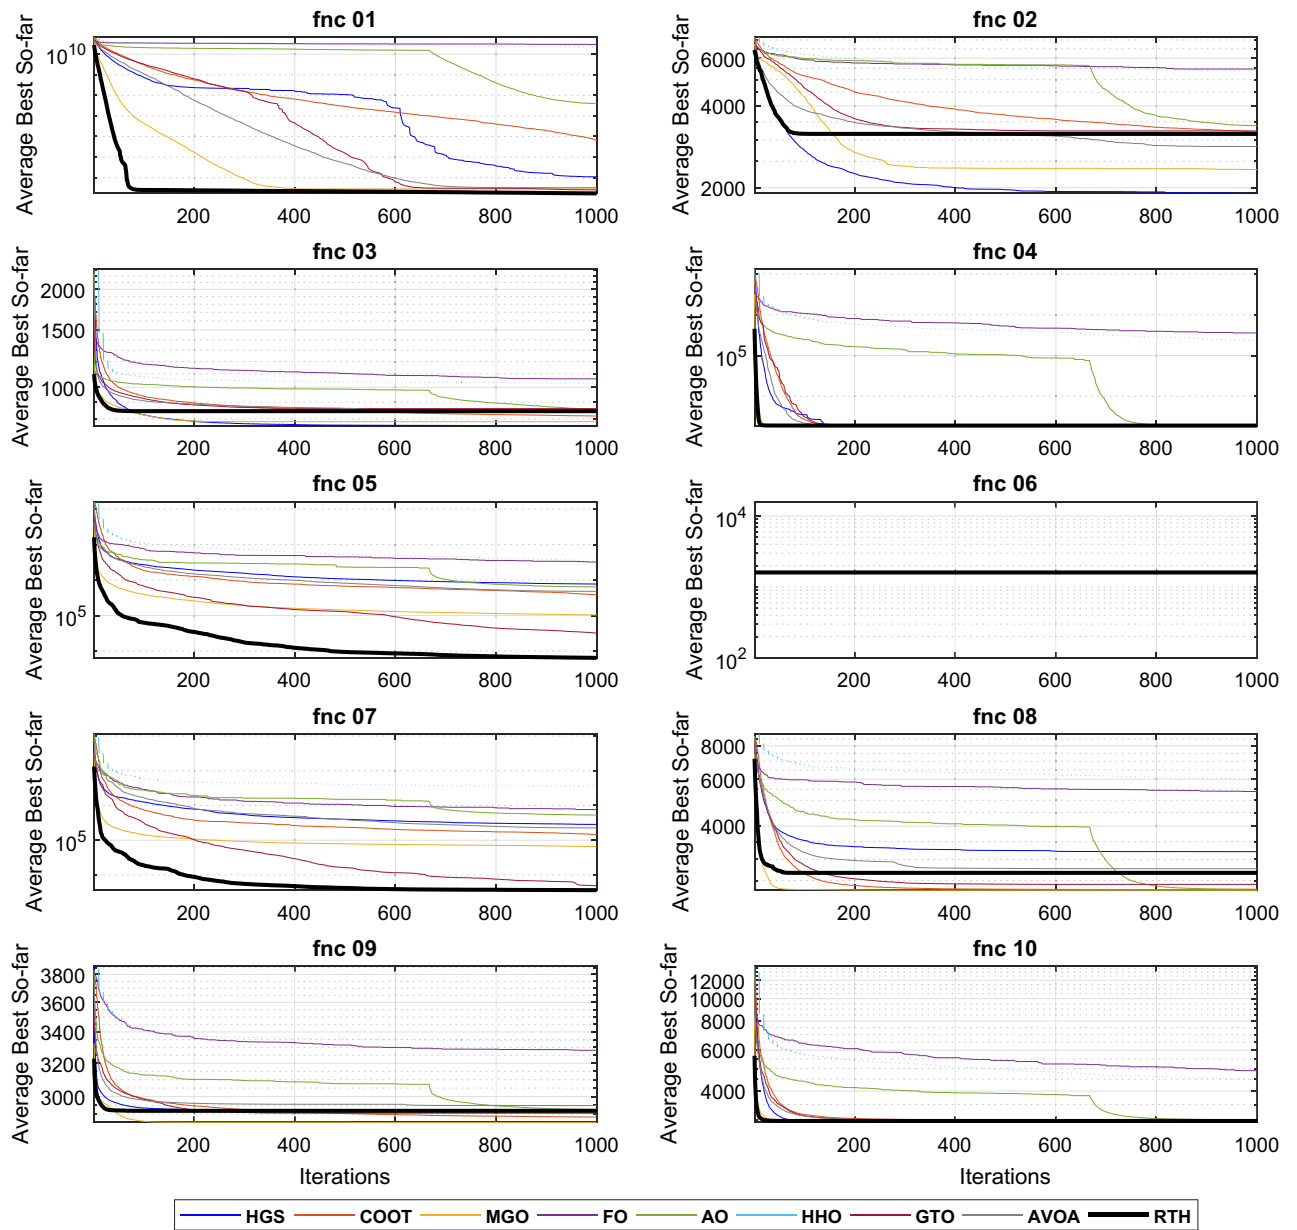 fnc 01
Average Best So-far
10^10
200 400 600 800 1000
fnc 02
Average Best So-far
6000
4000
2000
200 400 600 800 1000
fnc 03
Average Best So-far
2000
1500
1000
200 400 600 800 1000
fnc 04
Average Best So-far
10^5
200 400 600 800 1000
fnc 05
Average Best So-far
10^5
200 400 600 800 1000
fnc 06
Average Best So-far
10^4
10^2
200 400 600 800 1000
fnc 07
Average Best So-far
10^5
200 400 600 800 1000
fnc 08
Average Best So-far
8000
6000
4000
200 400 600 800 1000
fnc 09
Average Best So-far
3800
3600
3400
3200
3000
200 400 600 800 1000
Iterations
fnc 10
Average Best So-far
12000
10000
8000
6000
4000
200 400 600 800 1000
Iterations
HGS COOT MGO FO AO HHO GTO AVOA RTH